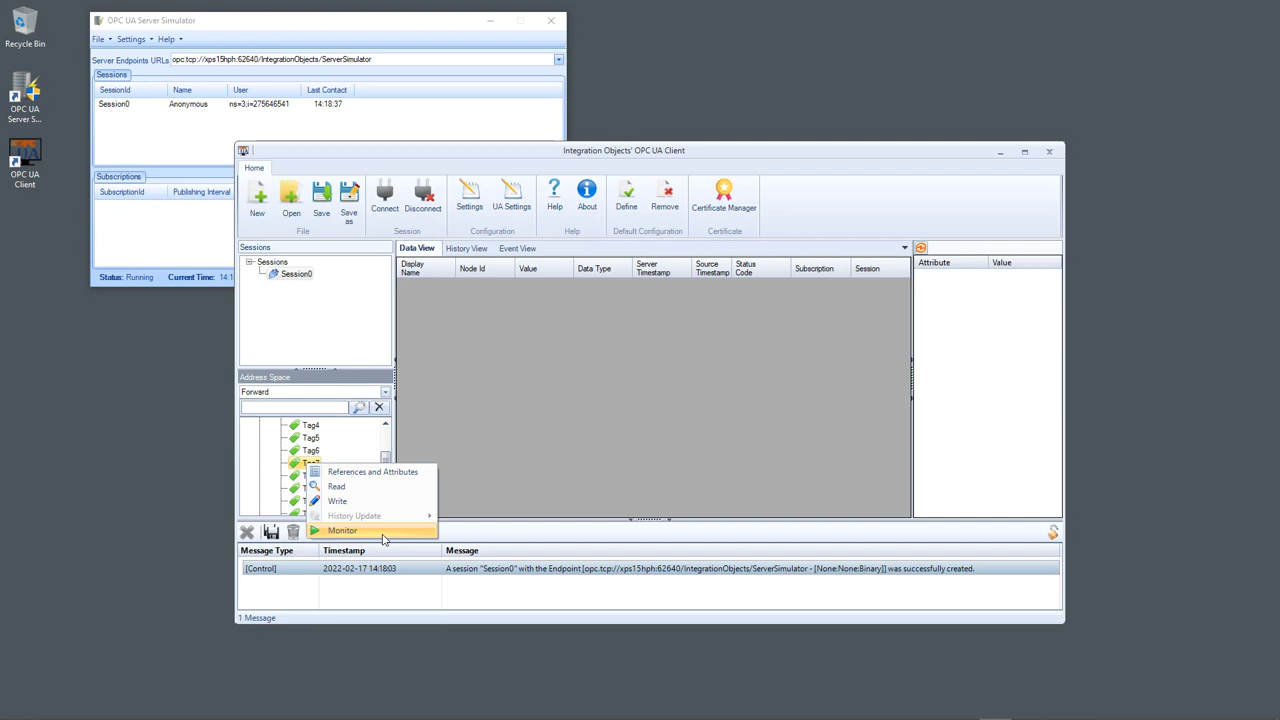 Recycle Bin
OPC UA
Server S...
OPC UA
Client
OPC UA Server Simulator
File Settings Help
Server Endpoints URLs opc.tcp://xps15hph:62640/IntegrationObjects/ServerSimulator
Sessions
SessionId Name User Last Contact
Session0 Anonymous ns=3;i=275646541 14:18:37
Subscriptions
SubscriptionId Publishing Interval
Status: Running Current Time: 14:1
Integration Objects' OPC UA Client
Home
New Open Save Save as Connect Disconnect Settings UA Settings Help About Define Remove Certificate Manager
File Session Configuration Help Default Configuration Certificate
Sessions
Sessions
Session0
Data View History View Event View
Display Name Node Id Value Data Type Server Timestamp Source Timestamp Status Code Subscription Session
Attribute Value
Address Space
Forward
Tag4
Tag5
Tag6
References and Attributes
Read
Write
History Update
Monitor
Message Type Timestamp Message
[Control] 2022-02-17 14:18:03 A session "Session0" with the Endpoint [opc.tcp://xps15hph:62640/IntegrationObjects/ServerSimulator - [None:None:Binary]] was successfully created.
1 Message